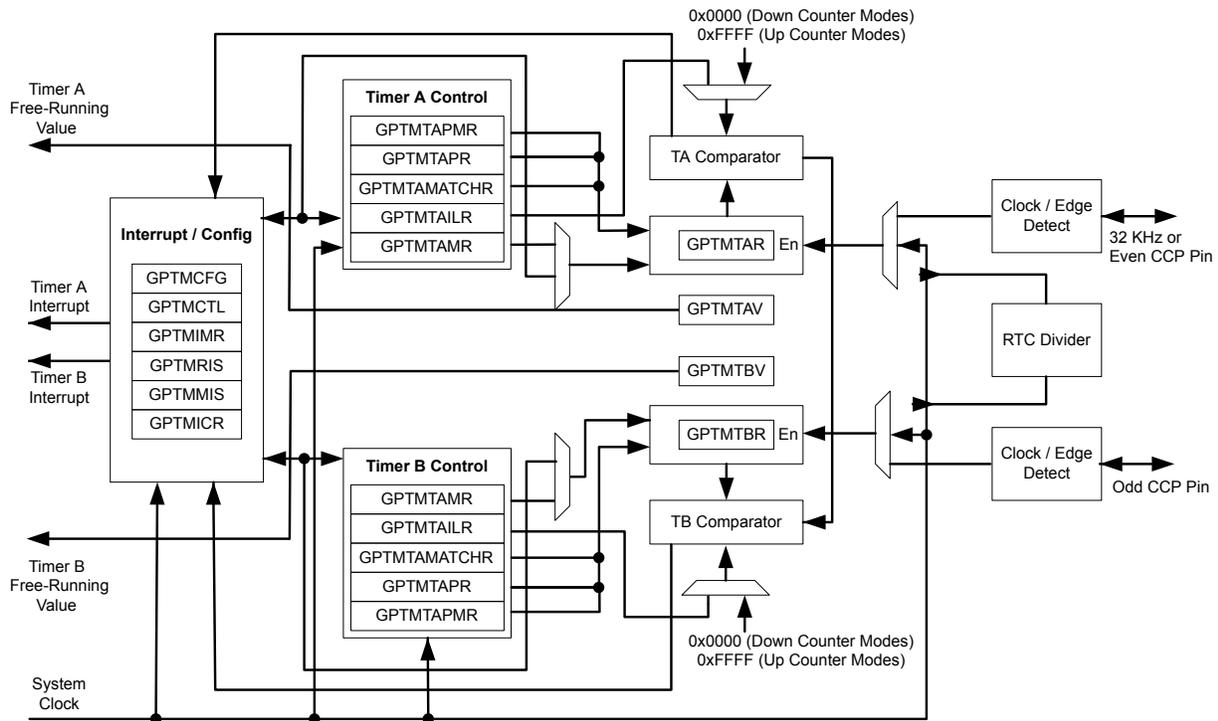 0x0000 (Down Counter Modes)
0xFFFF (Up Counter Modes)
Timer A
Free-Running
Value
Timer A Control
GPTMTAPMR
GPTMTAPR
GPTMTAMATCHR
GPTMTAILR
GPTMTAMR
TA Comparator
GPTMTAR
En
Clock / Edge
Detect
32 KHz or
Even CCP Pin
Interrupt / Config
GPTMCFG
GPTMCTL
GPTMIMR
GPTMRIS
GPTMMIS
GPTMICR
Timer A
Interrupt
Timer B
Interrupt
GPTMTAV
GPTMTBV
RTC Divider
GPTMTBR
En
Clock / Edge
Detect
Odd CCP Pin
Timer B Control
GPTMTAMR
GPTMTAILR
GPTMTAMATCHR
GPTMTAPR
GPTMTAPMR
TB Comparator
0x0000 (Down Counter Modes)
0xFFFF (Up Counter Modes)
Timer B
Free-Running
Value
System
Clock